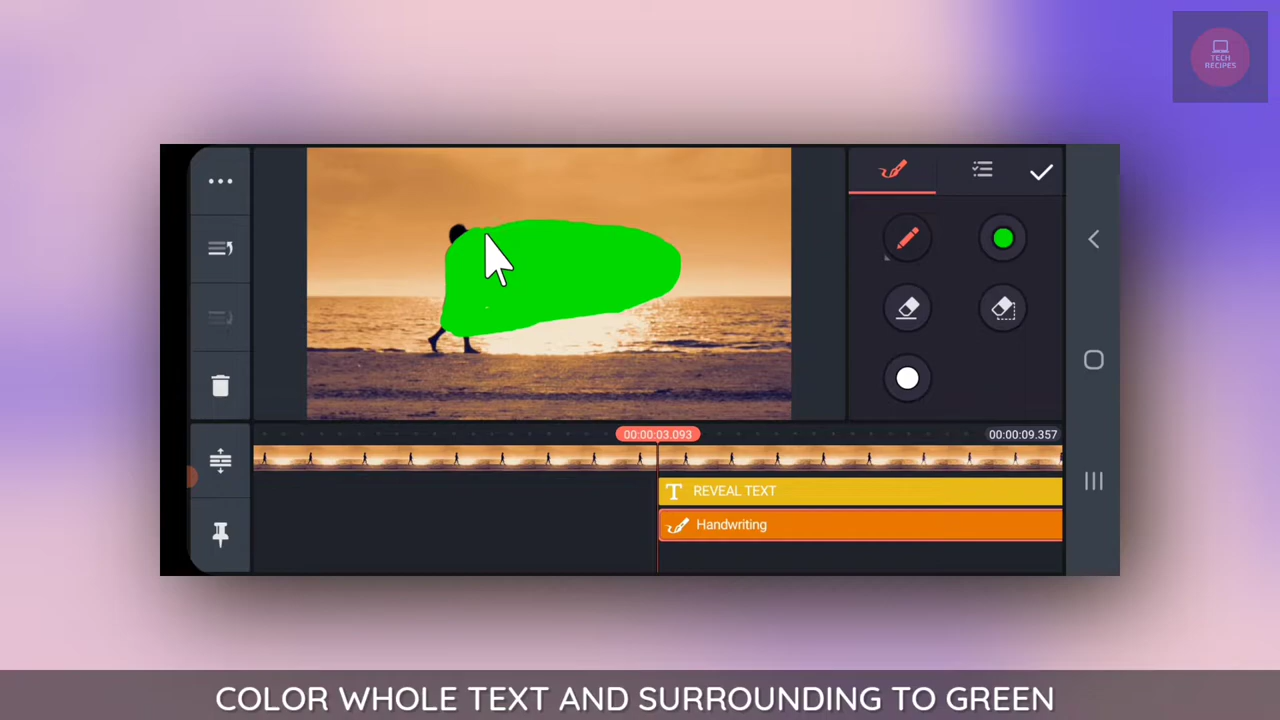 TECH
RECIPES
00:00:03.093
00:00:09.357
T REVEAL TEXT
Handwriting
COLOR WHOLE TEXT AND SURROUNDING TO GREEN